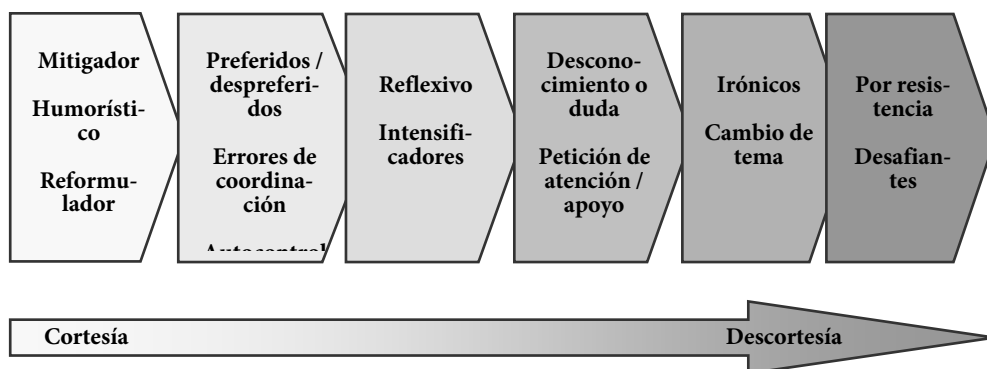 Mitigador
Humorísti-
co
Reformu-
lador
Preferidos /
despreferi-
dos
Errores de
coordina-
ción
Autocontrol
Reflexivo
Intensifi-
cadores
Descono-
cimiento o
duda
Petición de
atención /
apoyo
Irónicos
Cambio de
tema
Por resis-
tencia
Desafian-
tes
Cortesía
Descortesía